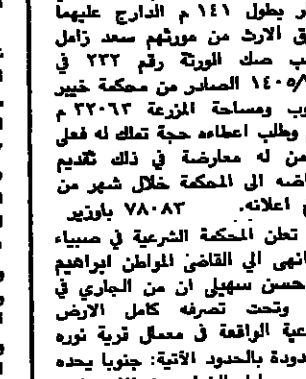 بطول ١٤١ م الدارج عليهما
ق الارث من مورثهم سعد زامل
ب صك الورثة رقم ٢٣٢ في
١٤٠٥ الصادر من محكمة خيبر
وب ومساحة المزرعة ٣٢٠٦٣ م
م وطلب اعطاءه حجة تملك له فعلى
من له معارضة في ذلك تقديم
اضه الى المحكمة خلال شهر من
اعلانه. ٧٨٠٨٣ باوزير
تعلن المحكمة الشرعية في صبياء
انهى الي القاضي المواطن ابراهيم
حسن سهيلي ان من الجاري في
وتحت تصرفه كامل الارض
عية الواقعة في معمال قرية نوره
دودة بالحدود الآتية: جنوبا يحده